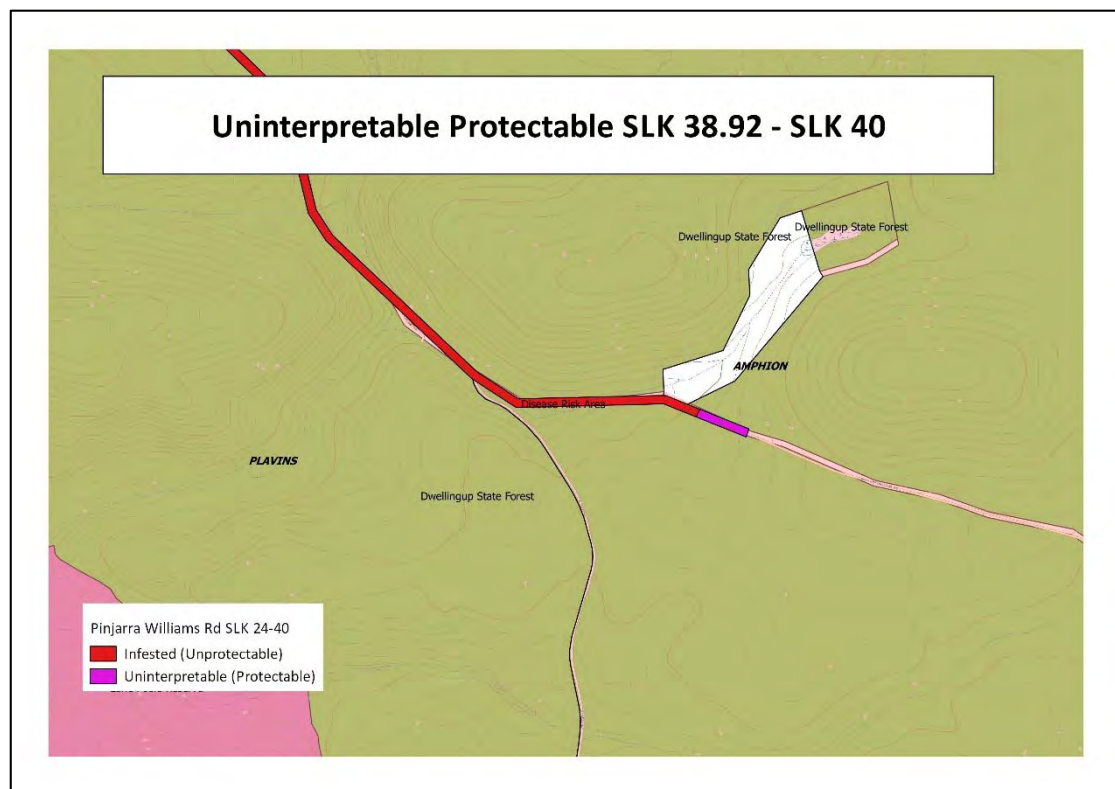 Uninterpretable Protectable SLK 38.92 - SLK 40
Dwellingup State Forest
Dwellingup State Forest
AMPHION
Disease Risk Area
PLAVINS
Dwellingup State Forest
Pinjarra Williams Rd SLK 24-40
Infested (Unprotectable)
Uninterpretable (Protectable)